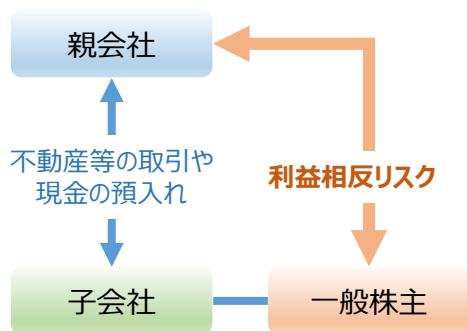 親会社
不動産等の取引や
現金の預入れ
利益相反リスク
子会社
一般株主